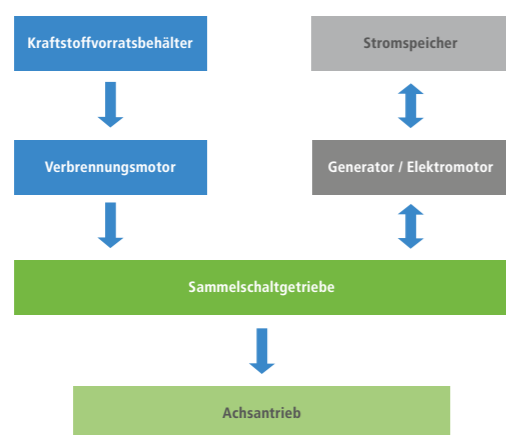 Kraftstoffvorratsbehälter
Stromspeicher
Verbrennungsmotor
Generator / Elektromotor
Sammelschaltgetriebe
Achsantrieb